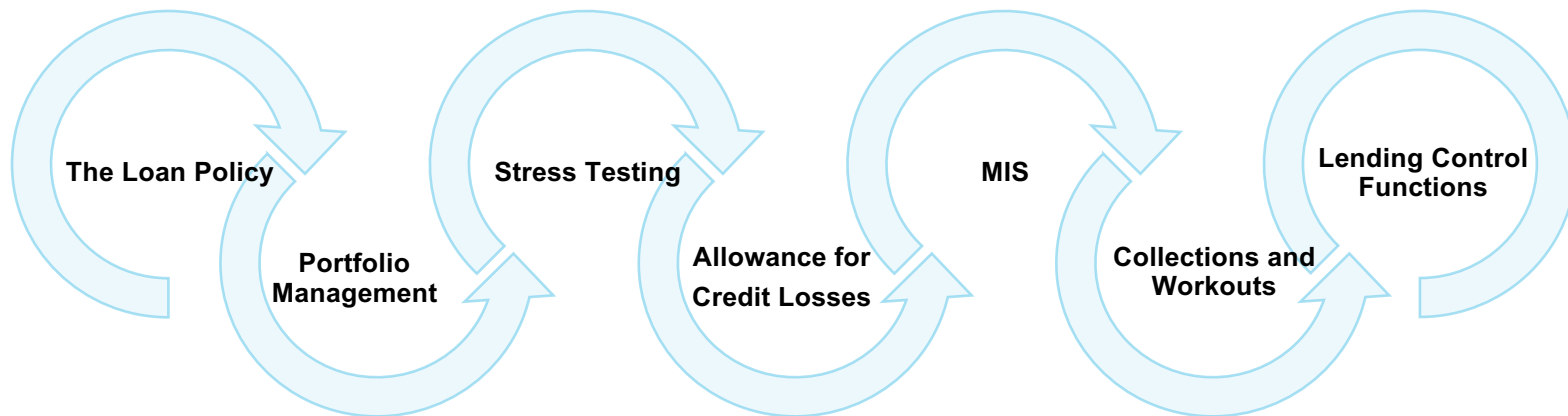 The Loan Policy
Portfolio
Management
Stress Testing
Allowance for
Credit Losses
MIS
Collections and
Workouts
Lending Control
Functions